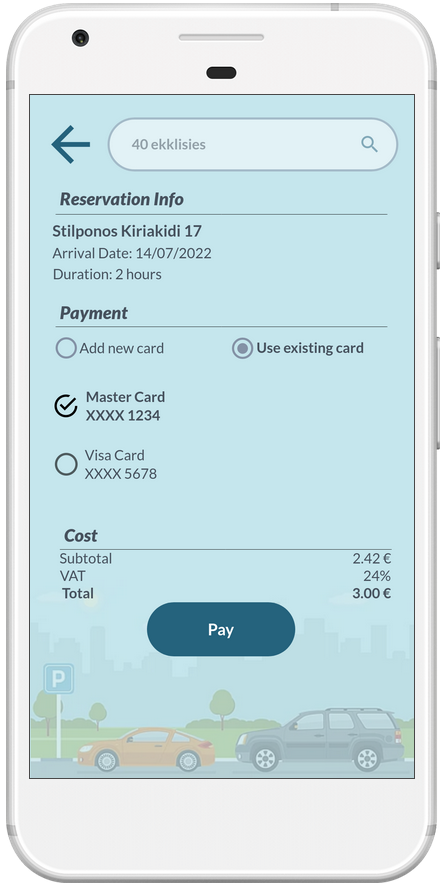 40 ekklisies
Reservation Info
Stilponos Kiriakidi 17
Arrival Date: 14/07/2022
Duration: 2 hours
Payment
Add new card Use existing card
Master Card
XXXX 1234
Visa Card
XXXX 5678
Cost
Subtotal 2.42 €
VAT 24%
Total 3.00 €
Pay
P